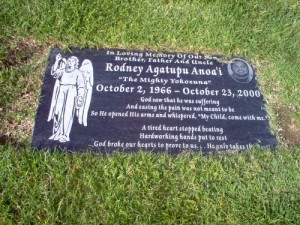 In Loving Memory Of Our Son
Brother, Father And Uncle
Rodney Agatupu Anoa'i
"The Mighty Yokozuna"
October 2, 1966 - October 23, 2000
God saw that he was suffering
And easing the pain was not meant to be
So He opened His arms and whispered, "My Child, come with me."
A tired heart stopped beating
Hardworking hands put to rest
God broke our hearts to prove to us. . . He only takes the